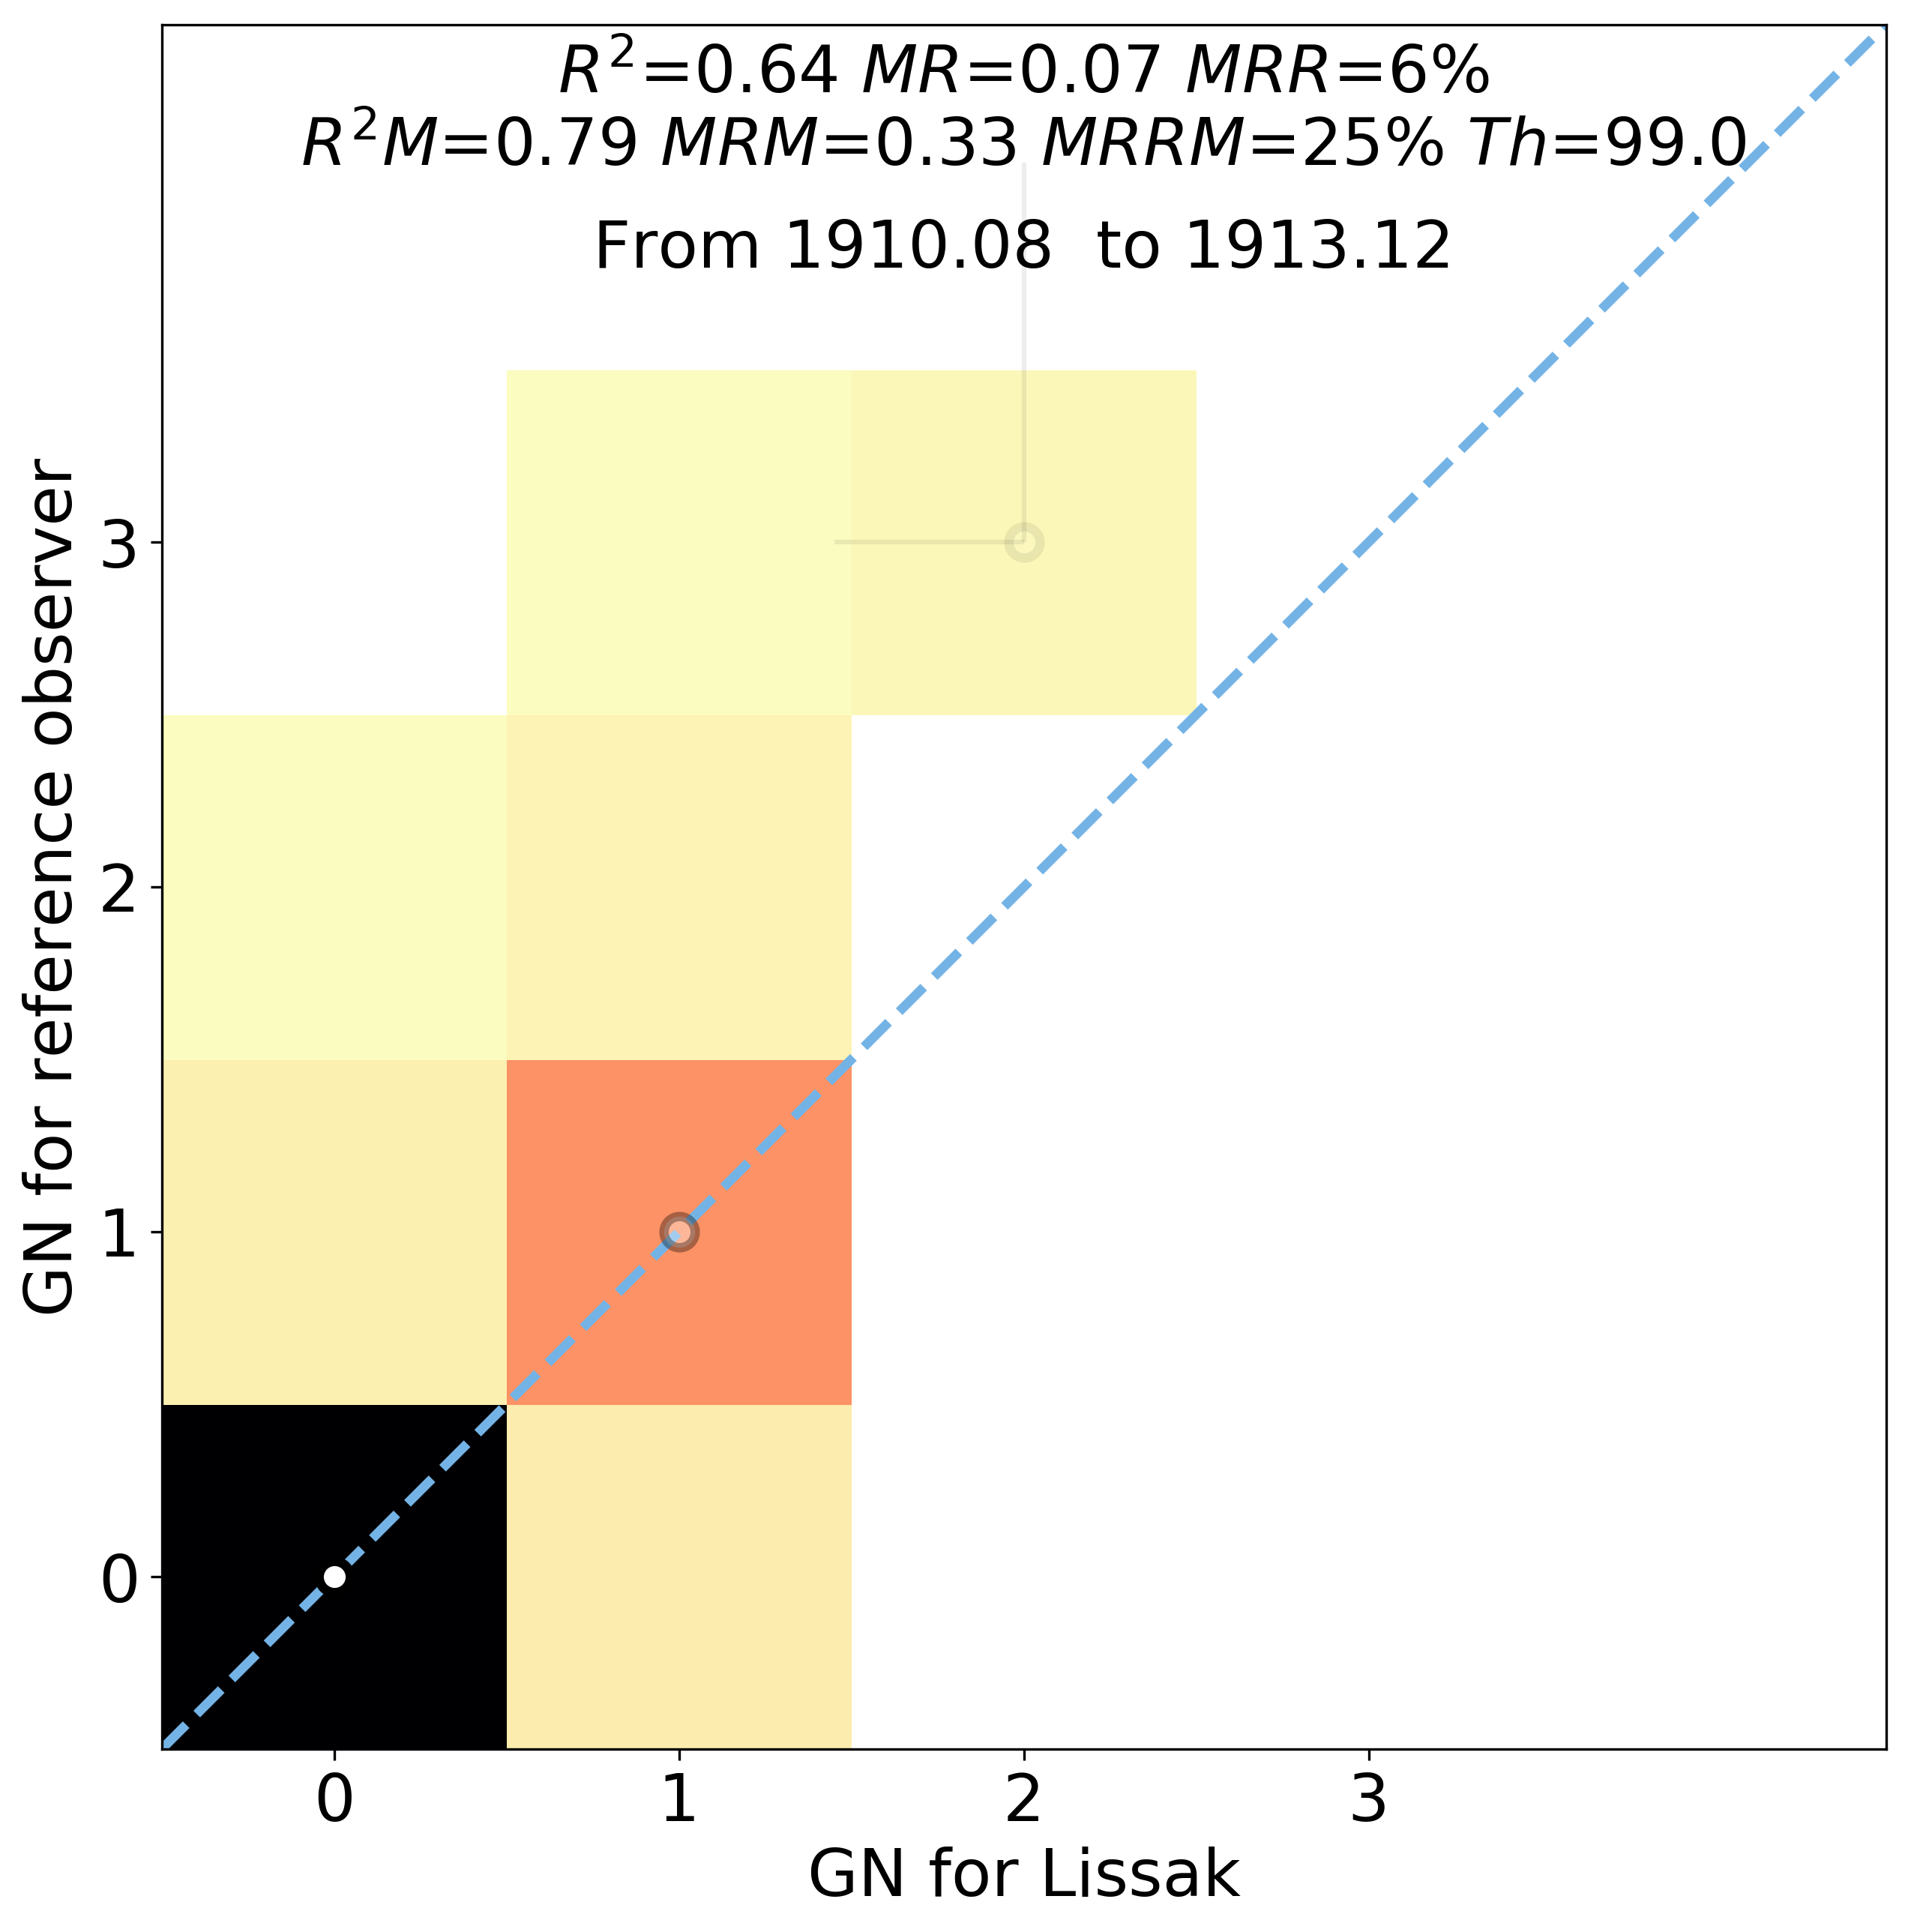 R²=0.64 MR=0.07 MRR=6%
R²M=0.79 MRM=0.33 MRRM=25% Th=99.0
From 1910.08 to 1913.12
GN for reference observer
3
2
1
0
0 1 2 3
GN for Lissak